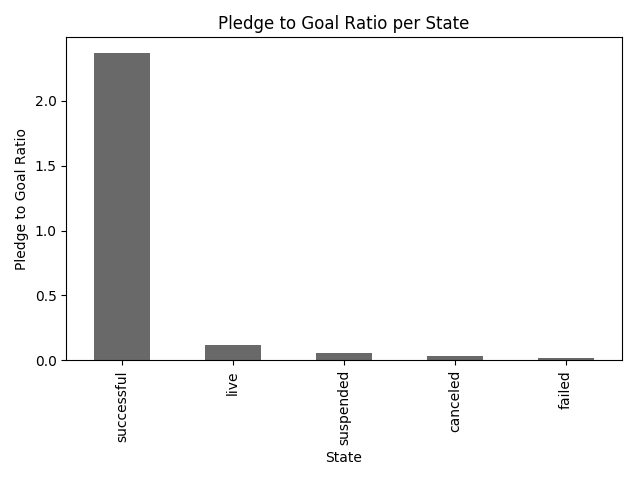 Pledge to Goal Ratio per State
Pledge to Goal Ratio
2.0
1.5
1.0
0.5
0.0
successful
live
suspended
canceled
failed
State